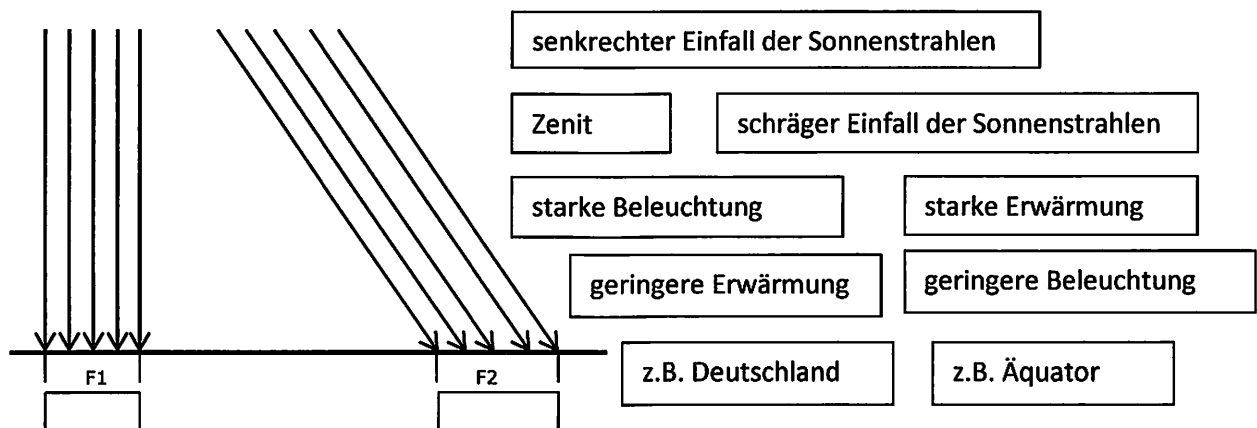 senkrechter Einfall der Sonnenstrahlen
Zenit
schräger Einfall der Sonnenstrahlen
starke Beleuchtung
starke Erwärmung
geringere Erwärmung
geringere Beleuchtung
F1
F2
z.B. Deutschland
z.B. Äquator